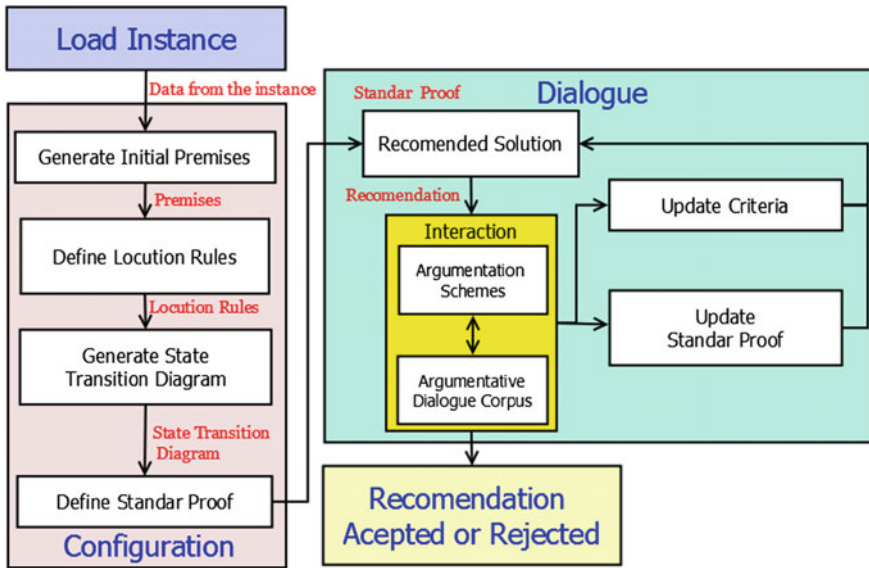 Load Instance
Data from the instance
Generate Initial Premises
Premises
Define Locution Rules
Locution Rules
Generate State
Transition Diagram
State Transition
Diagram
Define Standar Proof
Configuration
Dialogue
Standar Proof
Recomended Solution
Recomendation
Interaction
Argumentation
Schemes
Argumentative
Dialogue Corpus
Update Criteria
Update
Standar Proof
Recomendation
Acepted or Rejected